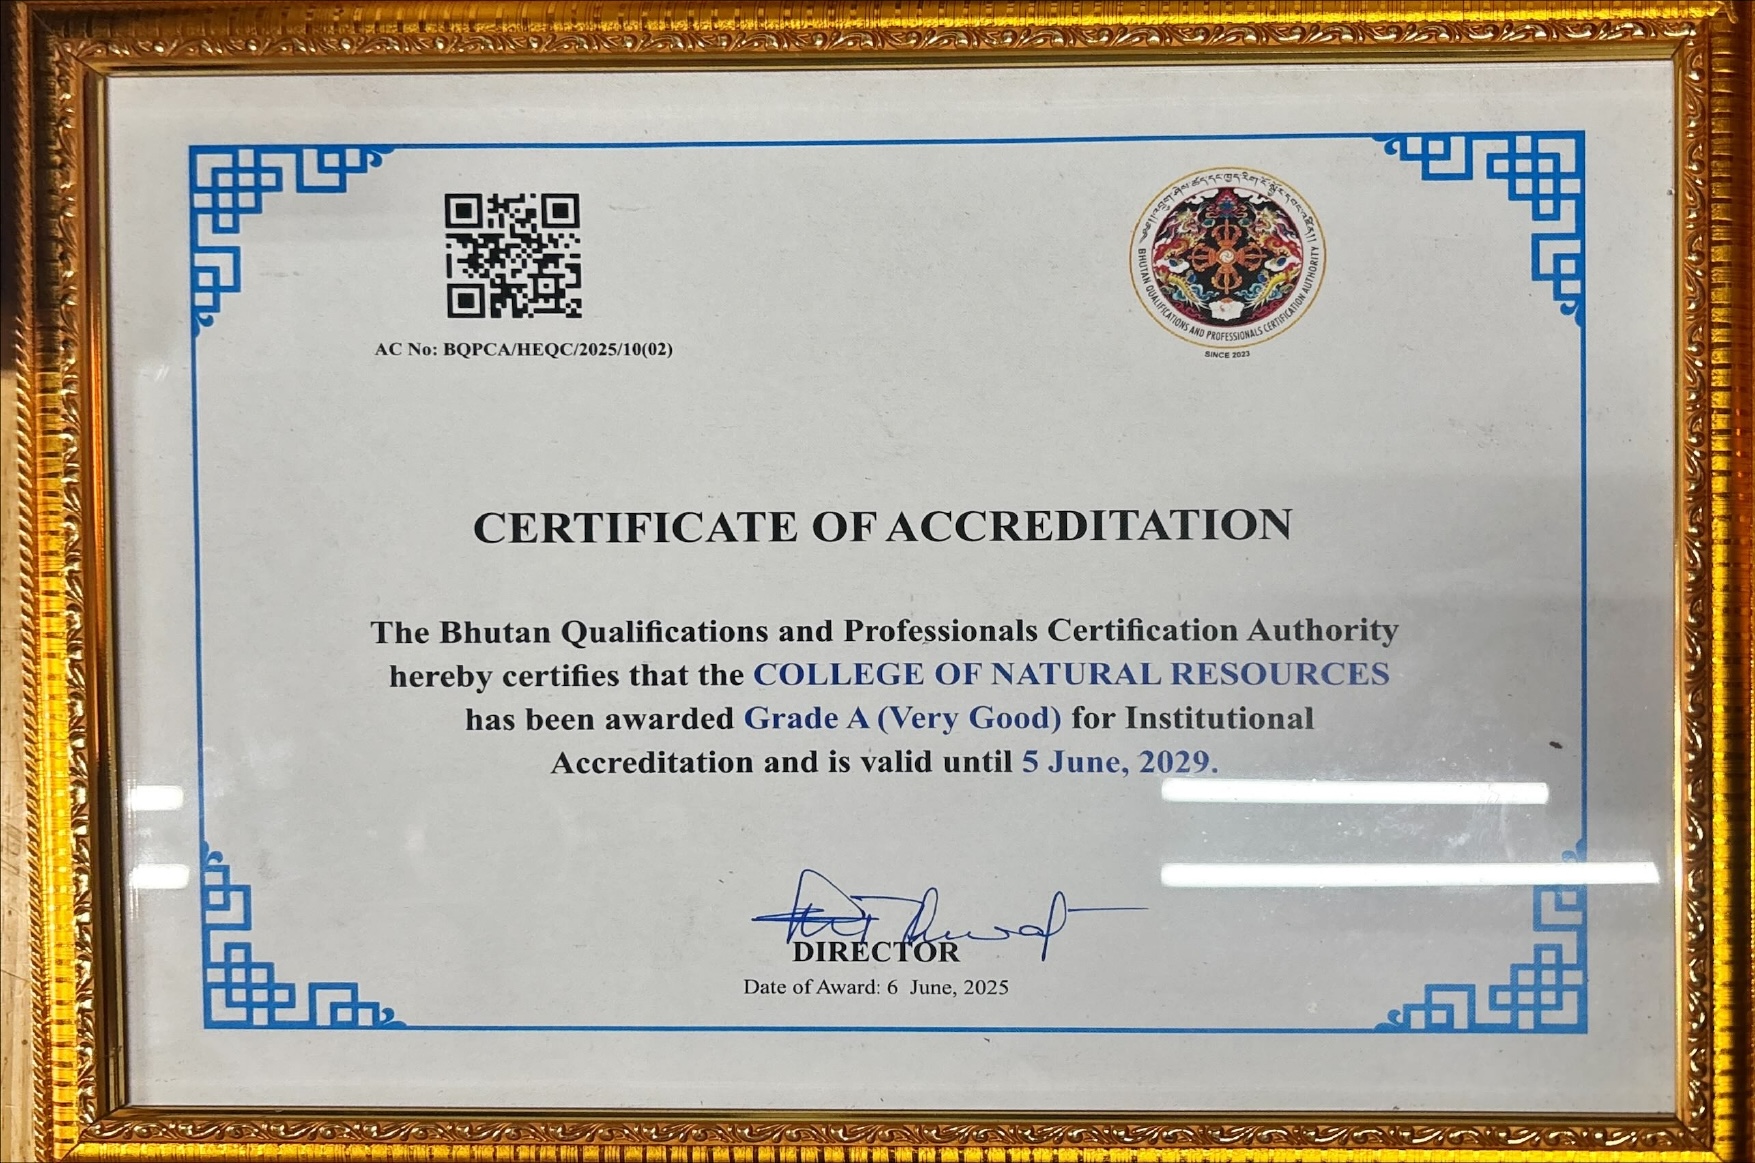 AC No: BQPCA/HEQC/2025/10(02)
BHUTAN QUALIFICATIONS AND PROFESSIONALS CERTIFICATION AUTHORITY
SINCE 2023
CERTIFICATE OF ACCREDITATION
The Bhutan Qualifications and Professionals Certification Authority
hereby certifies that the COLLEGE OF NATURAL RESOURCES
has been awarded Grade A (Very Good) for Institutional
Accreditation and is valid until 5 June, 2029.
DIRECTOR
Date of Award: 6 June, 2025